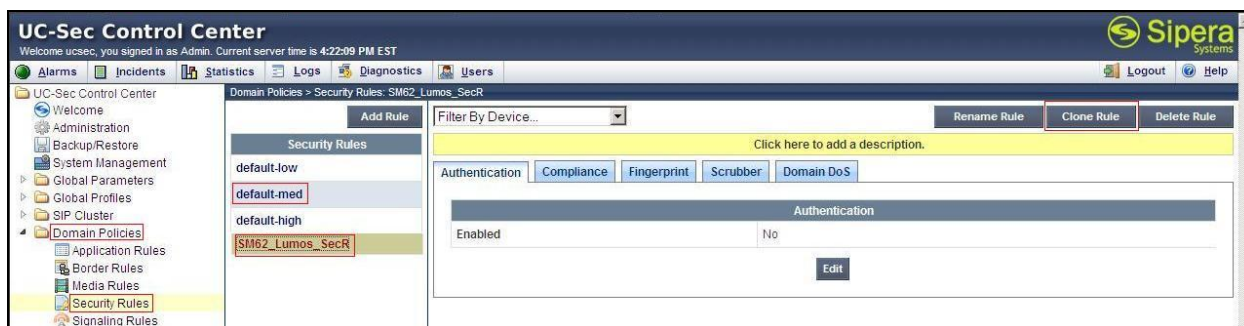 UC-Sec Control Center
Welcome ucsec, you signed in as Admin. Current server time is 4:22:09 PM EST
Sipera
Systems
Alarms Incidents Statistics Logs Diagnostics Users Logout Help
UC-Sec Control Center
Welcome
Administration
Backup/Restore
System Management
Global Parameters
Global Profiles
SIP Cluster
Domain Policies
Application Rules
Border Rules
Media Rules
Security Rules
Signaling Rules
Domain Policies > Security Rules: SM62_Lumos_SecR
Add Rule
Security Rules
default-low
default-med
default-high
SM62_Lumos_SecR
Filter By Device...
Rename Rule Clone Rule Delete Rule
Click here to add a description.
Authentication Compliance Fingerprint Scrubber Domain DoS
Authentication
Enabled No
Edit